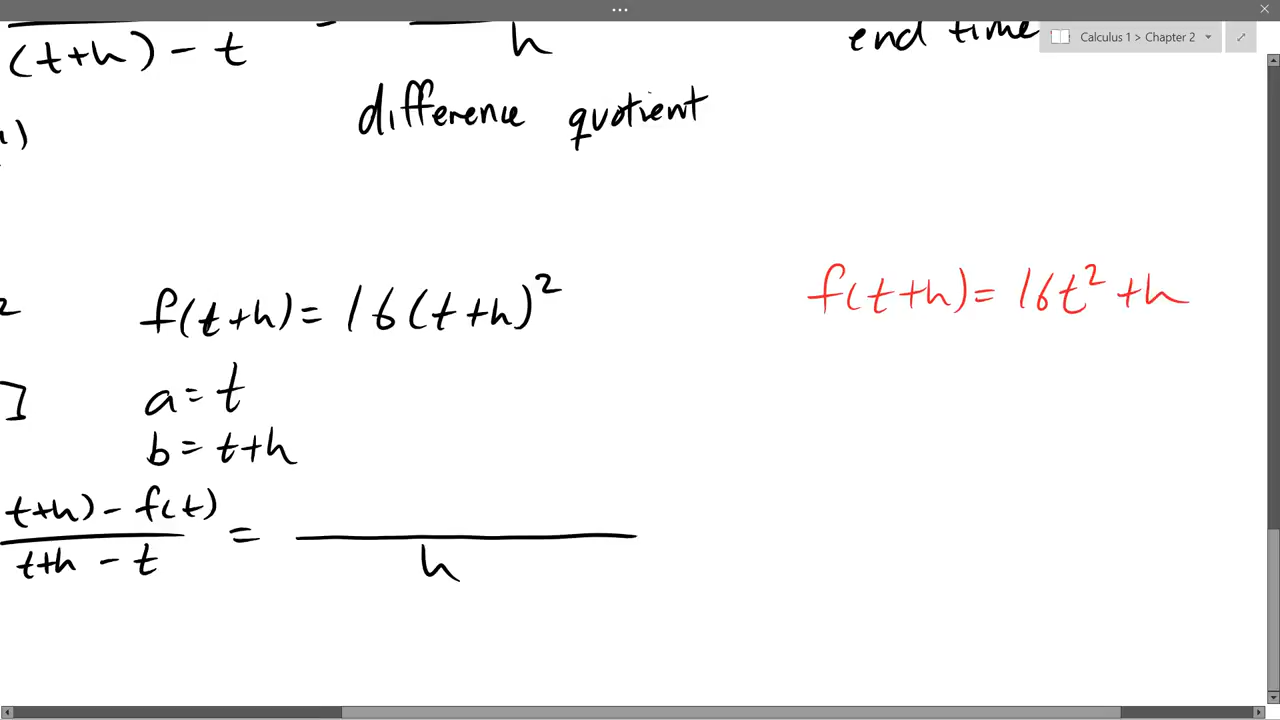 Calculus 1 > Chapter 2
(t+h) - t = h
end time
difference quotient
f(t+h) = 16(t+h)²
f(t+h) = 16t² + h
a = t
b = t+h
t+h) - f(t)
t+h - t
=
h